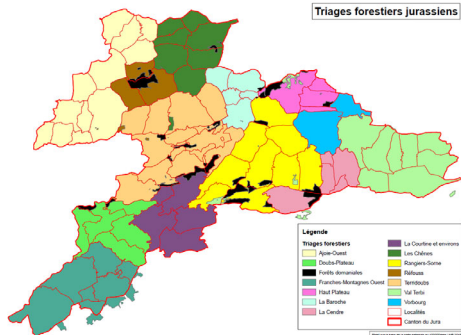 Triages forestiers jurassiens
Légende
Triages forestiers
Ajoie-Ouest
Doubs-Plateau
Forêts domaniales
Franches-Montagnes Ouest
Haut Plateau
La Baroche
La Cendre
La Courtine et environs
Les Chênes
Rangiers-Sorne
Réfouss
Terridoubs
Val Terbi
Vorbourg
Localités
Canton du Jura